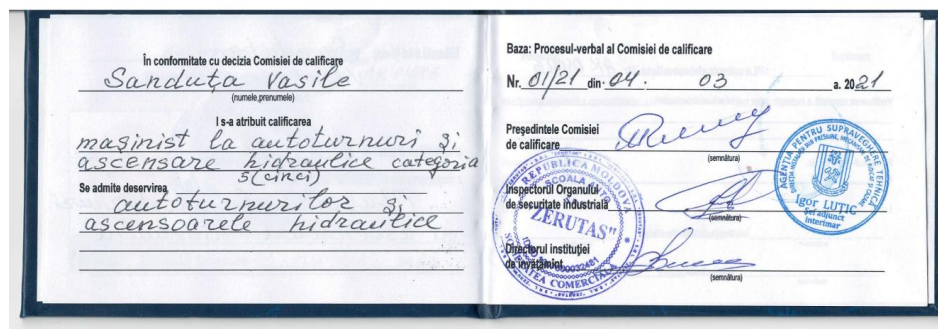 În conformitate cu decizia Comisiei de calificare
Sanduța Vasile
(numele,prenumele)
I s-a atribuit calificarea
mașinist la autoturnuri și
ascensare hidraulice categoria
5(cinci)
Se admite deservirea
autoturnurilor și
ascensoarele hidraulice
Baza: Procesul-verbal al Comisiei de calificare
Nr. 01/21 din 04. 03 a. 2021
Președintele Comisiei
de calificare
(semnătura)
Inspectorul Organului
de securitate industrială
(semnătura)
Directorul instituției
de învățămînt
(semnătura)
REPUBLICA MOLDOVA
ȘCOALA
ZERUTAS"
COMERCIALĂ
AGENȚIA PENTRU SUPRAVEGHERE TEHNICĂ
Igor LUTIC
Șef adjunct
interimar